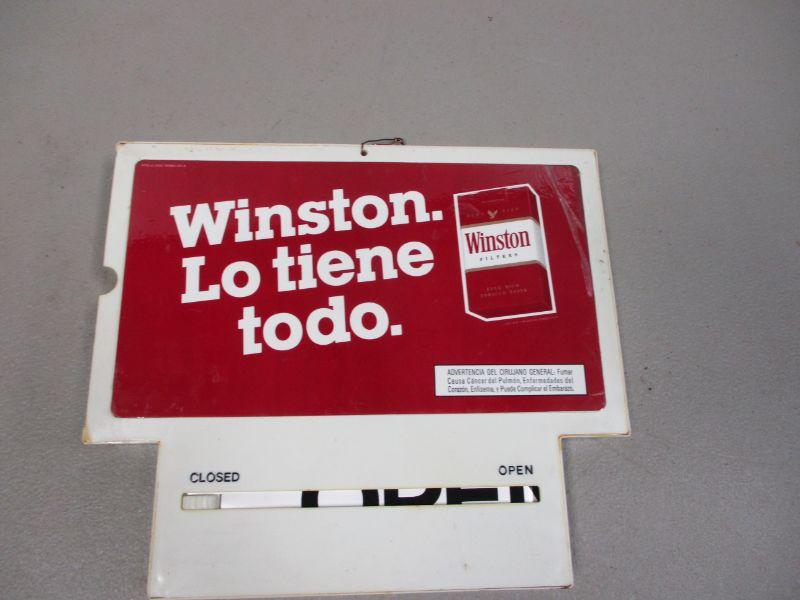 Winston.
Lo tiene
todo.
Winston
FILTERS
ADVERTENCIA DEL CIRUJANO GENERAL: Fumar
Causa Cáncer del Pulmón, Enfermedades del
Corazón, Enfisema, y Puede Complicar el Embarazo.
CLOSED
OPEN
OPEN